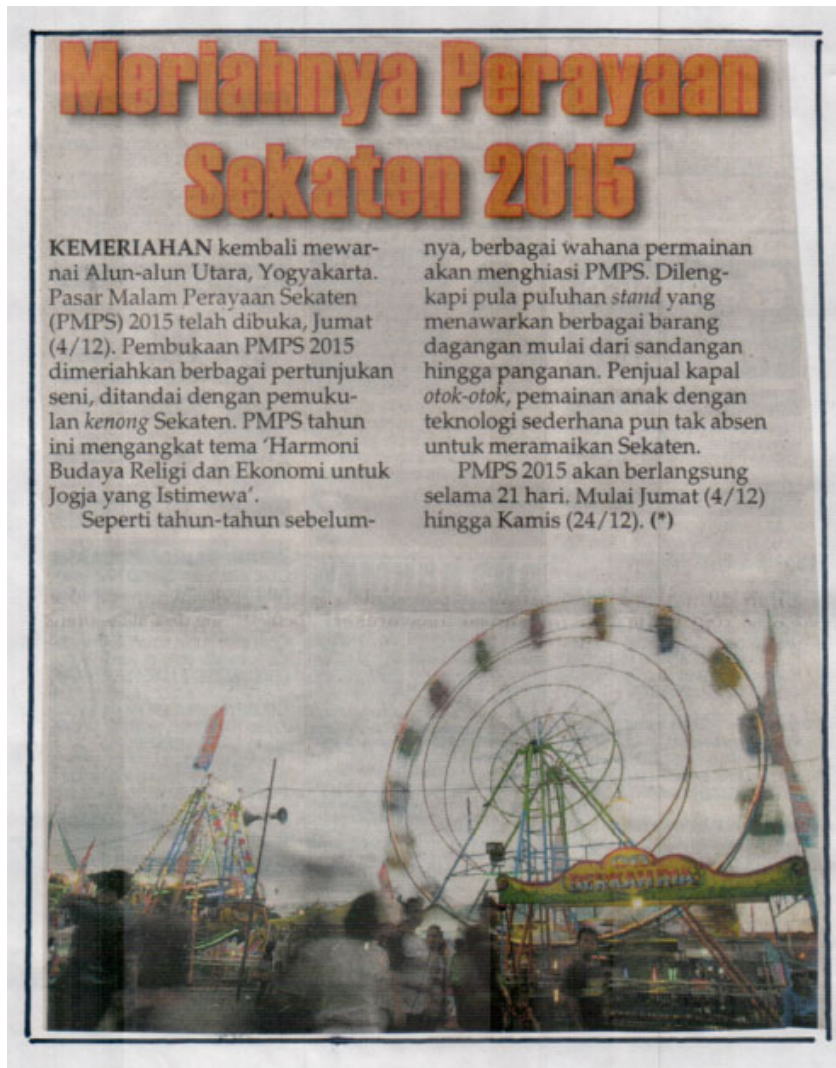 Meriahnya Perayaan
Sekaten 2015
KEMERIAHAN kembali mewar-
nai Alun-alun Utara, Yogyakarta.
Pasar Malam Perayaan Sekaten
(PMPS) 2015 telah dibuka, Jumat
(4/12). Pembukaan PMPS 2015
dimeriahkan berbagai pertunjukan
seni, ditandai dengan pemuku-
lan kenong Sekaten. PMPS tahun
ini mengangkat tema ‘Harmoni
Budaya Religi dan Ekonomi untuk
Jogja yang Istimewa’.
Seperti tahun-tahun sebelum-
nya, berbagai wahana permainan
akan menghiasi PMPS. Dileng-
kapi pula puluhan stand yang
menawarkan berbagai barang
dagangan mulai dari sandangan
hingga panganan. Penjual kapal
otok-otok, pemainan anak dengan
teknologi sederhana pun tak absen
untuk meramaikan Sekaten.
PMPS 2015 akan berlangsung
selama 21 hari. Mulai Jumat (4/12)
hingga Kamis (24/12). (*)